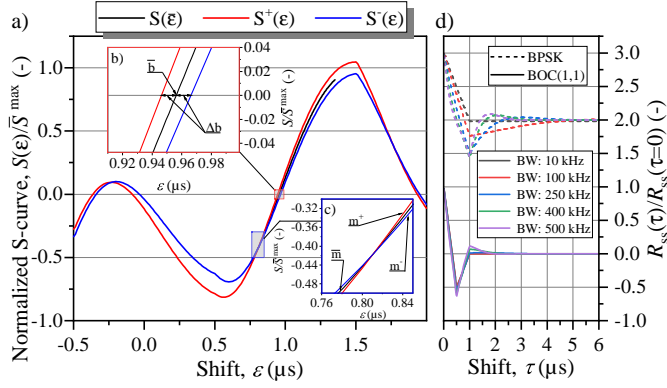 a)
S(ε̅) S⁺(ε) S⁻(ε)
Normalized S-curve, S(ε)/S̅ᵐᵃˣ (-)
1.0
0.5
0.0
-0.5
-1.0
-0.5 0.0 0.5 1.0 1.5 2.0
Shift, ε (µs)
b)
b̅
Δb
0.04
0.02
0.00
-0.02
-0.04
S/S̅ᵐᵃˣ (-)
0.92 0.94 0.96 0.98
ε (µs)
c)
m⁺
m̅
m⁻
-0.32
-0.36
-0.40
-0.44
-0.48
S/S̅ᵐᵃˣ (-)
0.76 0.80 0.84
ε (µs)
d)
BPSK
BOC(1,1)
BW: 10 kHz
BW: 100 kHz
BW: 250 kHz
BW: 400 kHz
BW: 500 kHz
3.0
2.5
2.0
1.5
1.0
0.5
0.0
-0.5
-1.0
Rₛₛ(τ)/Rₛₛ(τ=0) (-)
0 1 2 3 4 5 6
Shift, τ (µs)